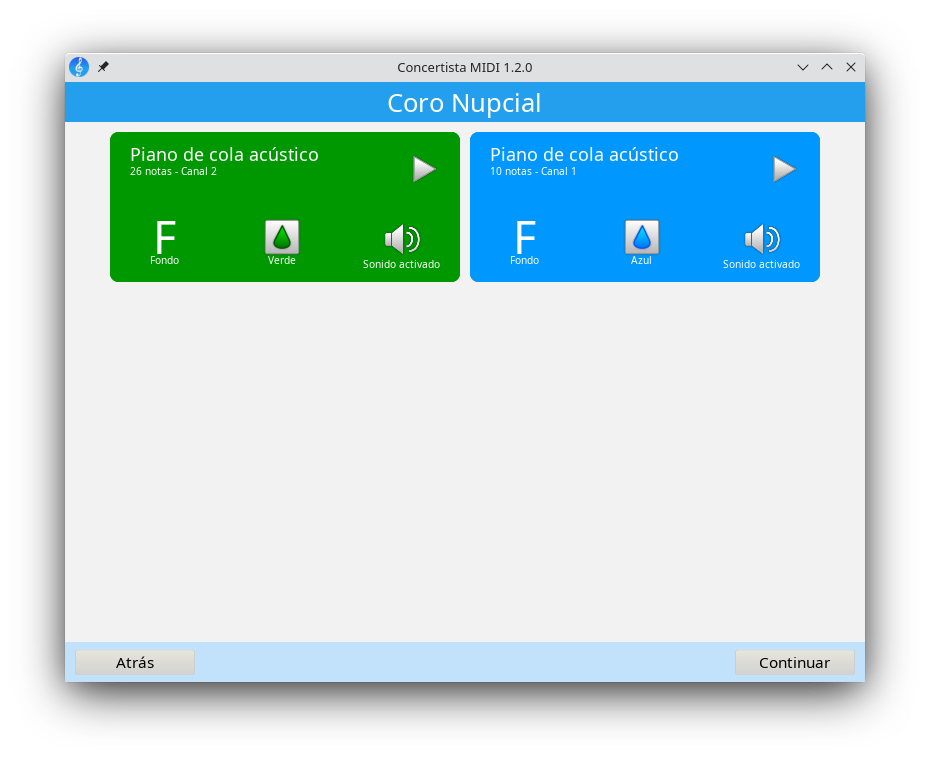 Concertista MIDI 1.2.0
Coro Nupcial
Piano de cola acústico
26 notas - Canal 2
F
Fondo
Verde
Sonido activado
Piano de cola acústico
10 notas - Canal 1
F
Fondo
Azul
Sonido activado
Atrás
Continuar